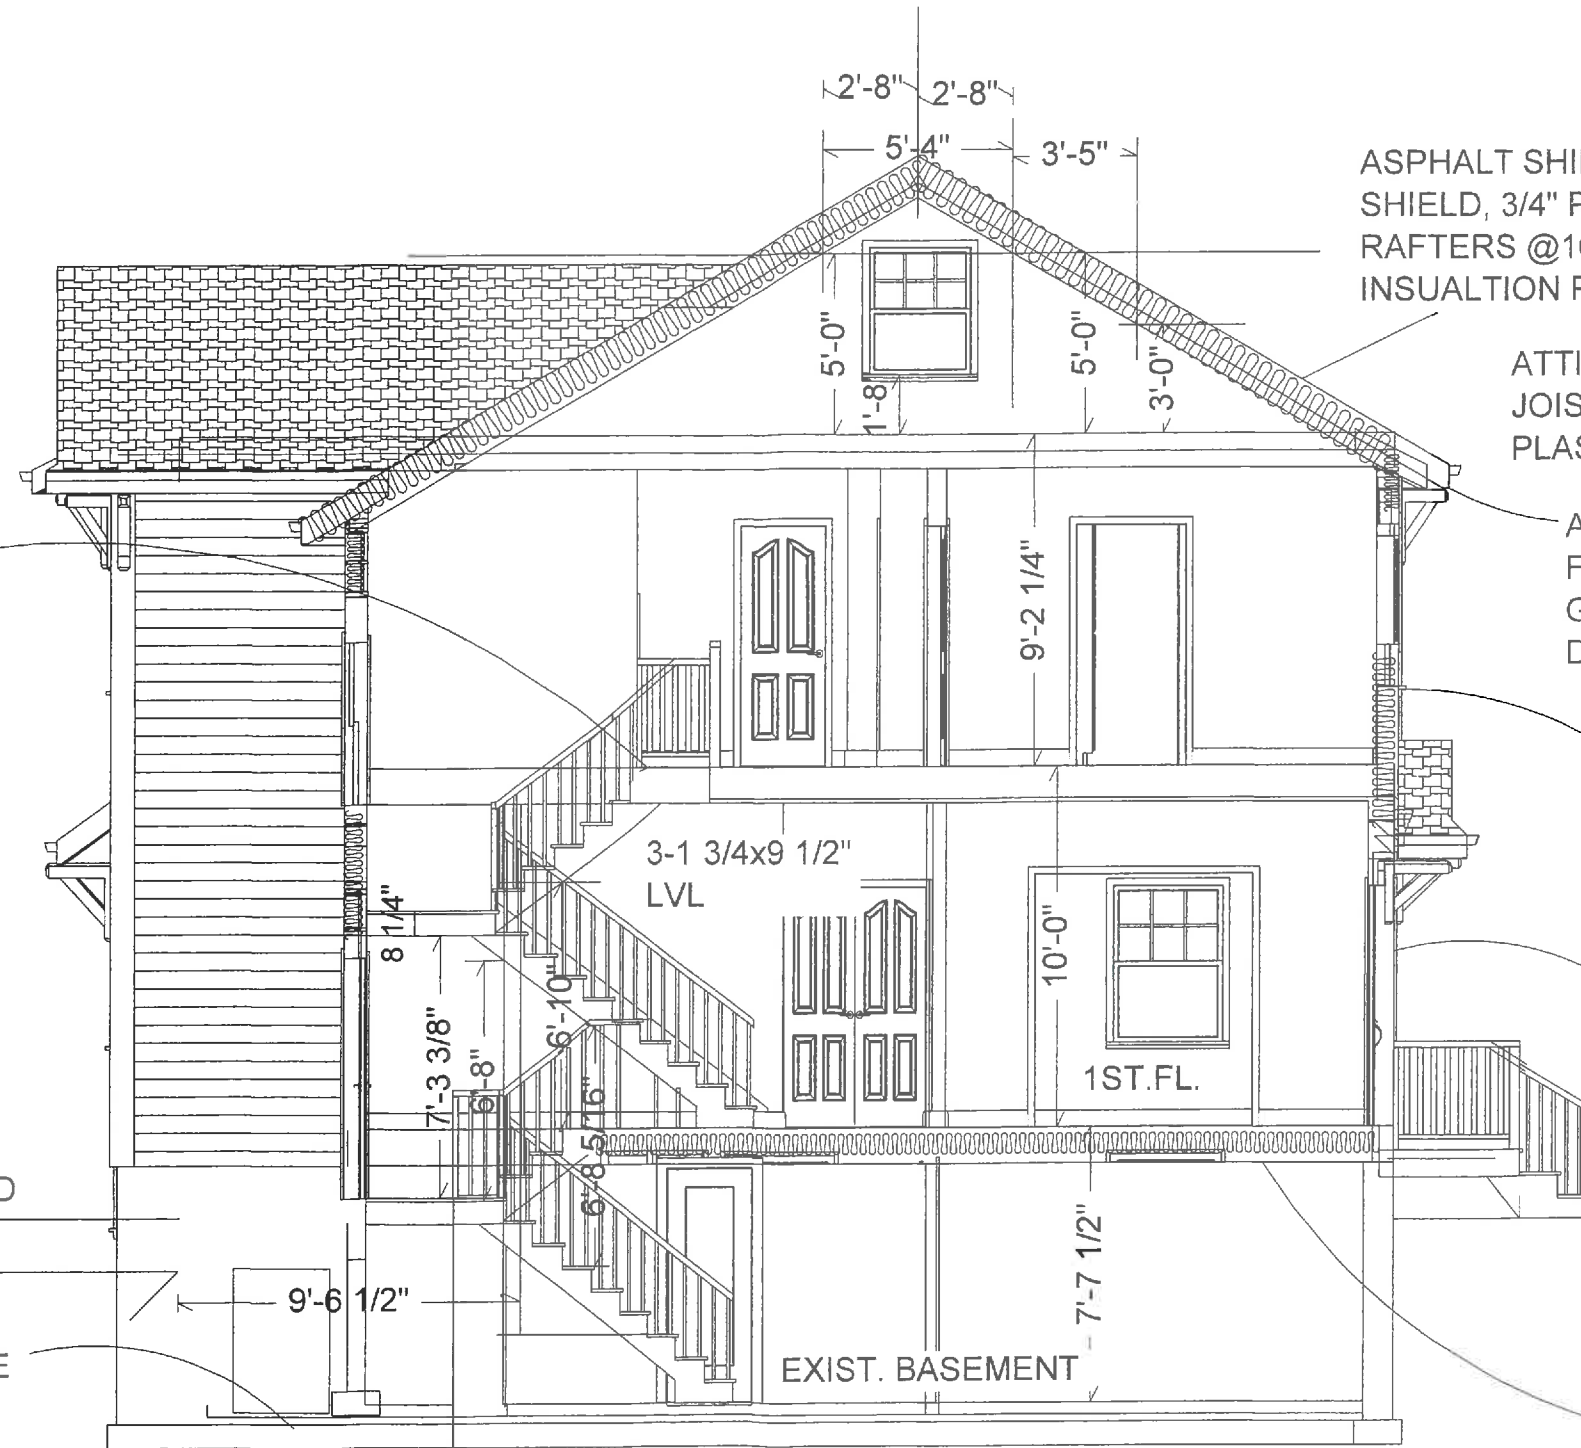 2'-8" 2'-8"
5'-4" 3'-5"
ASPHALT SHI
SHIELD, 3/4" P
RAFTERS @1
INSUALTION
5'-0"
1'-8
5'-0"
3'-0"
ATTI
JOIS
PLAS
A
F
G
D
9'-2 1/4"
3-1 3/4x9 1/2"
LVL
8 1/4"
10'-0"
6'-10"
7'-3 3/8"
6'-8"
6'-8 5/16"
1ST.FL.
D
7'-7 1/2"
9'-6 1/2"
E
EXIST. BASEMENT